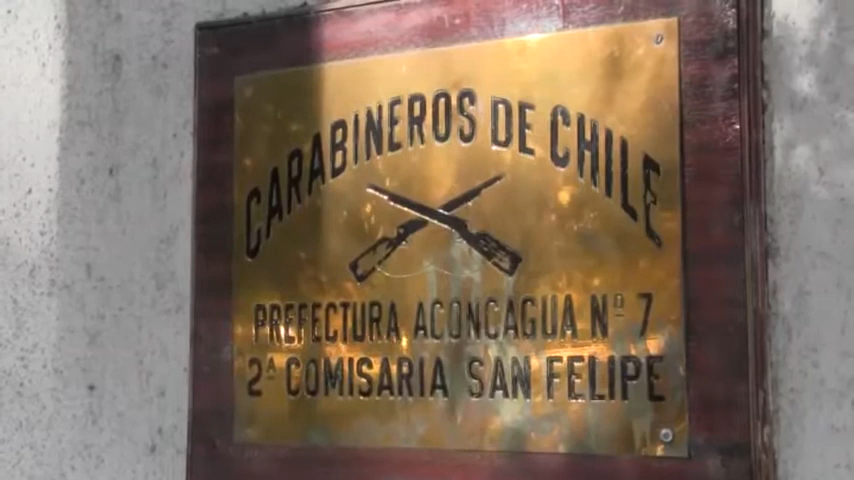 CARABINEROS DE CHILE
PREFECTURA ACONCAGUA Nº 7
2ª COMISARIA SAN FELIPE